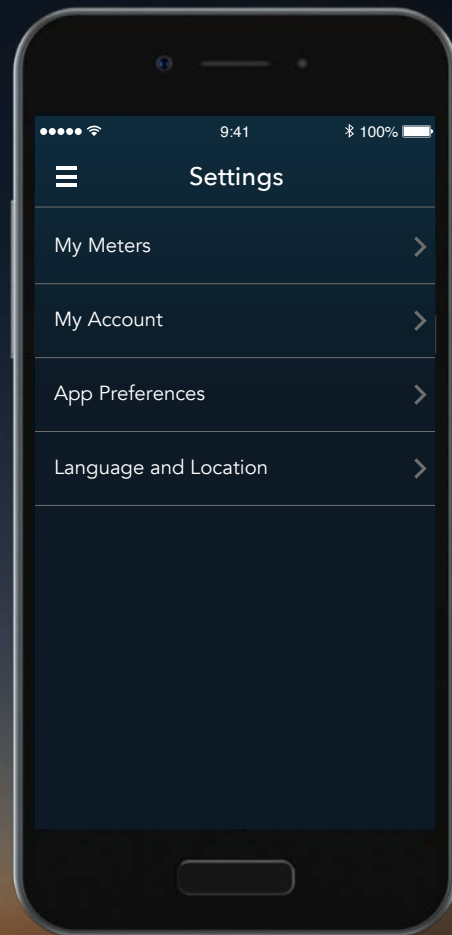 9:41
100%
Settings
My Meters
My Account
App Preferences
Language and Location